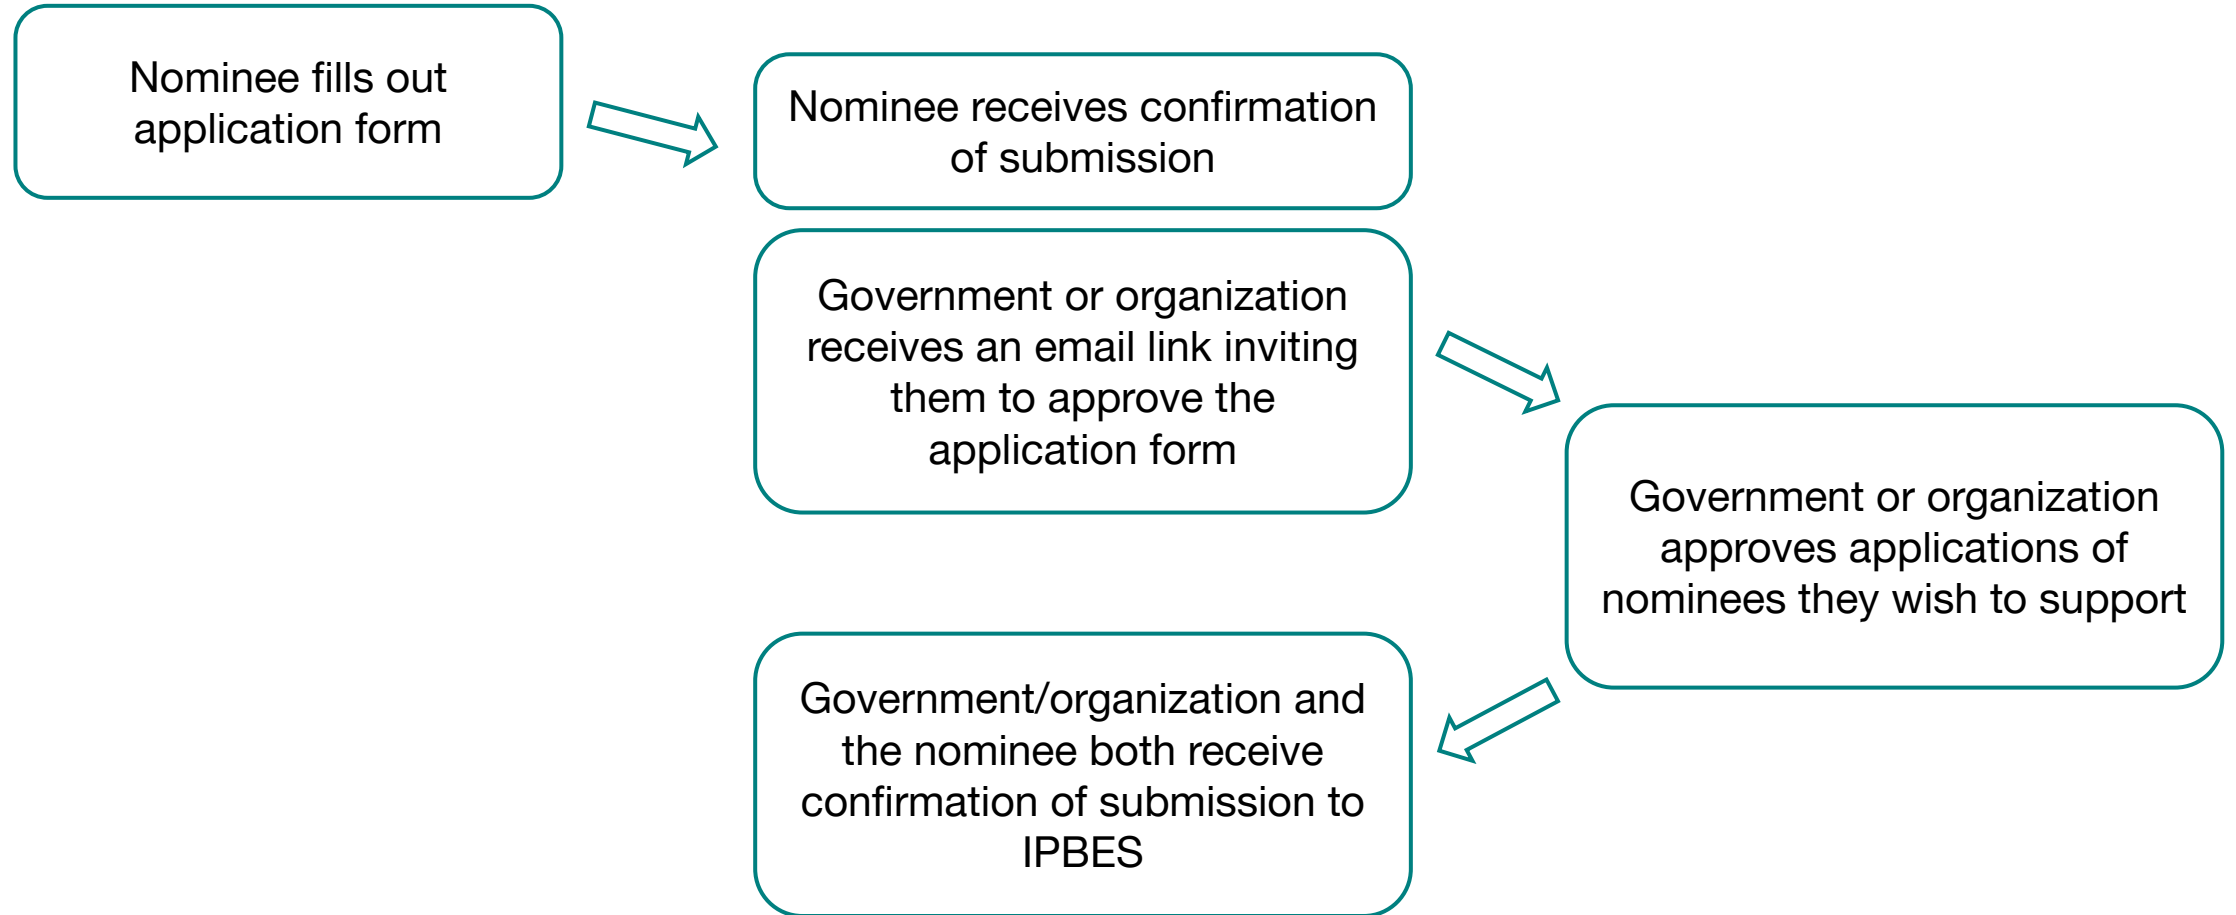 Nominee fills out
application form
Nominee receives confirmation
of submission
Government or organization
receives an email link inviting
them to approve the
application form
Government or organization
approves applications of
nominees they wish to support
Government/organization and
the nominee both receive
confirmation of submission to
IPBES